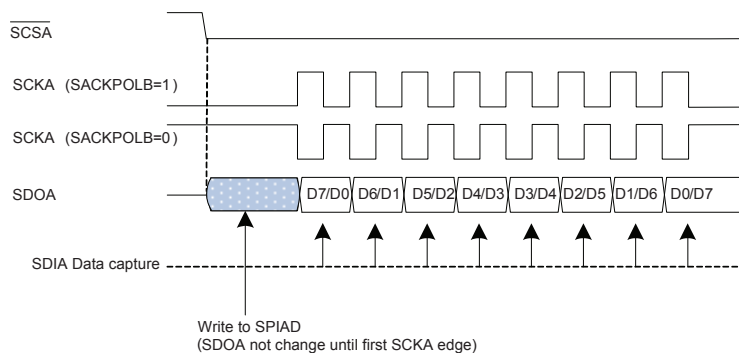 SCSA
SCKA (SACKPOLB=1)
SCKA (SACKPOLB=0)
SDOA
D7/D0 D6/D1 D5/D2 D4/D3 D3/D4 D2/D5 D1/D6 D0/D7
SDIA Data capture
Write to SPIAD
(SDOA not change until first SCKA edge)